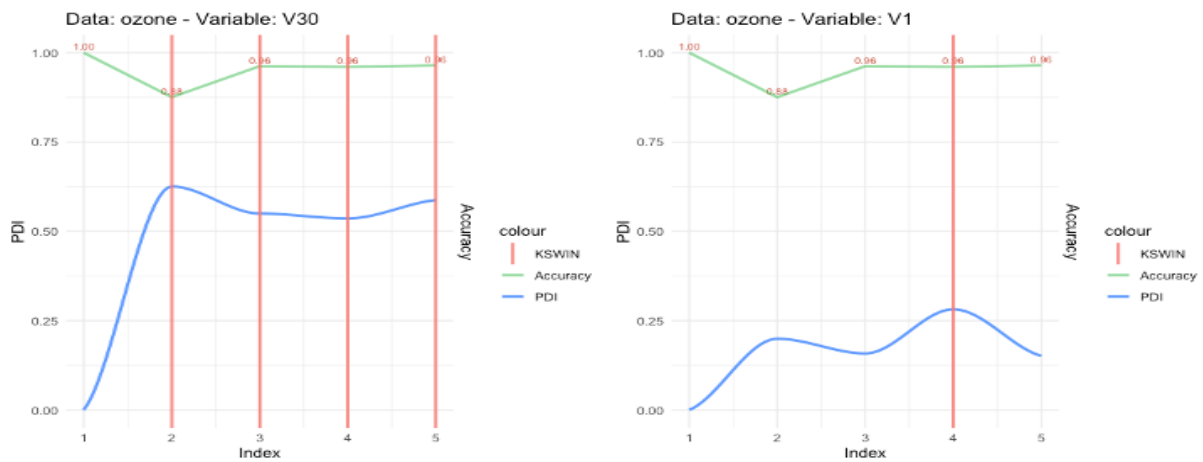 Data: ozone - Variable: V30
1.00
0.75
0.50
0.25
0.00
PDI
1.00
0.88
0.96
0.96
0.96
1
2
3
4
5
Index
Accuracy
colour
KSWIN
Accuracy
PDI
Data: ozone - Variable: V1
1.00
0.75
0.50
0.25
0.00
PDI
1.00
0.88
0.96
0.96
0.96
1
2
3
4
5
Index
Accuracy
colour
KSWIN
Accuracy
PDI